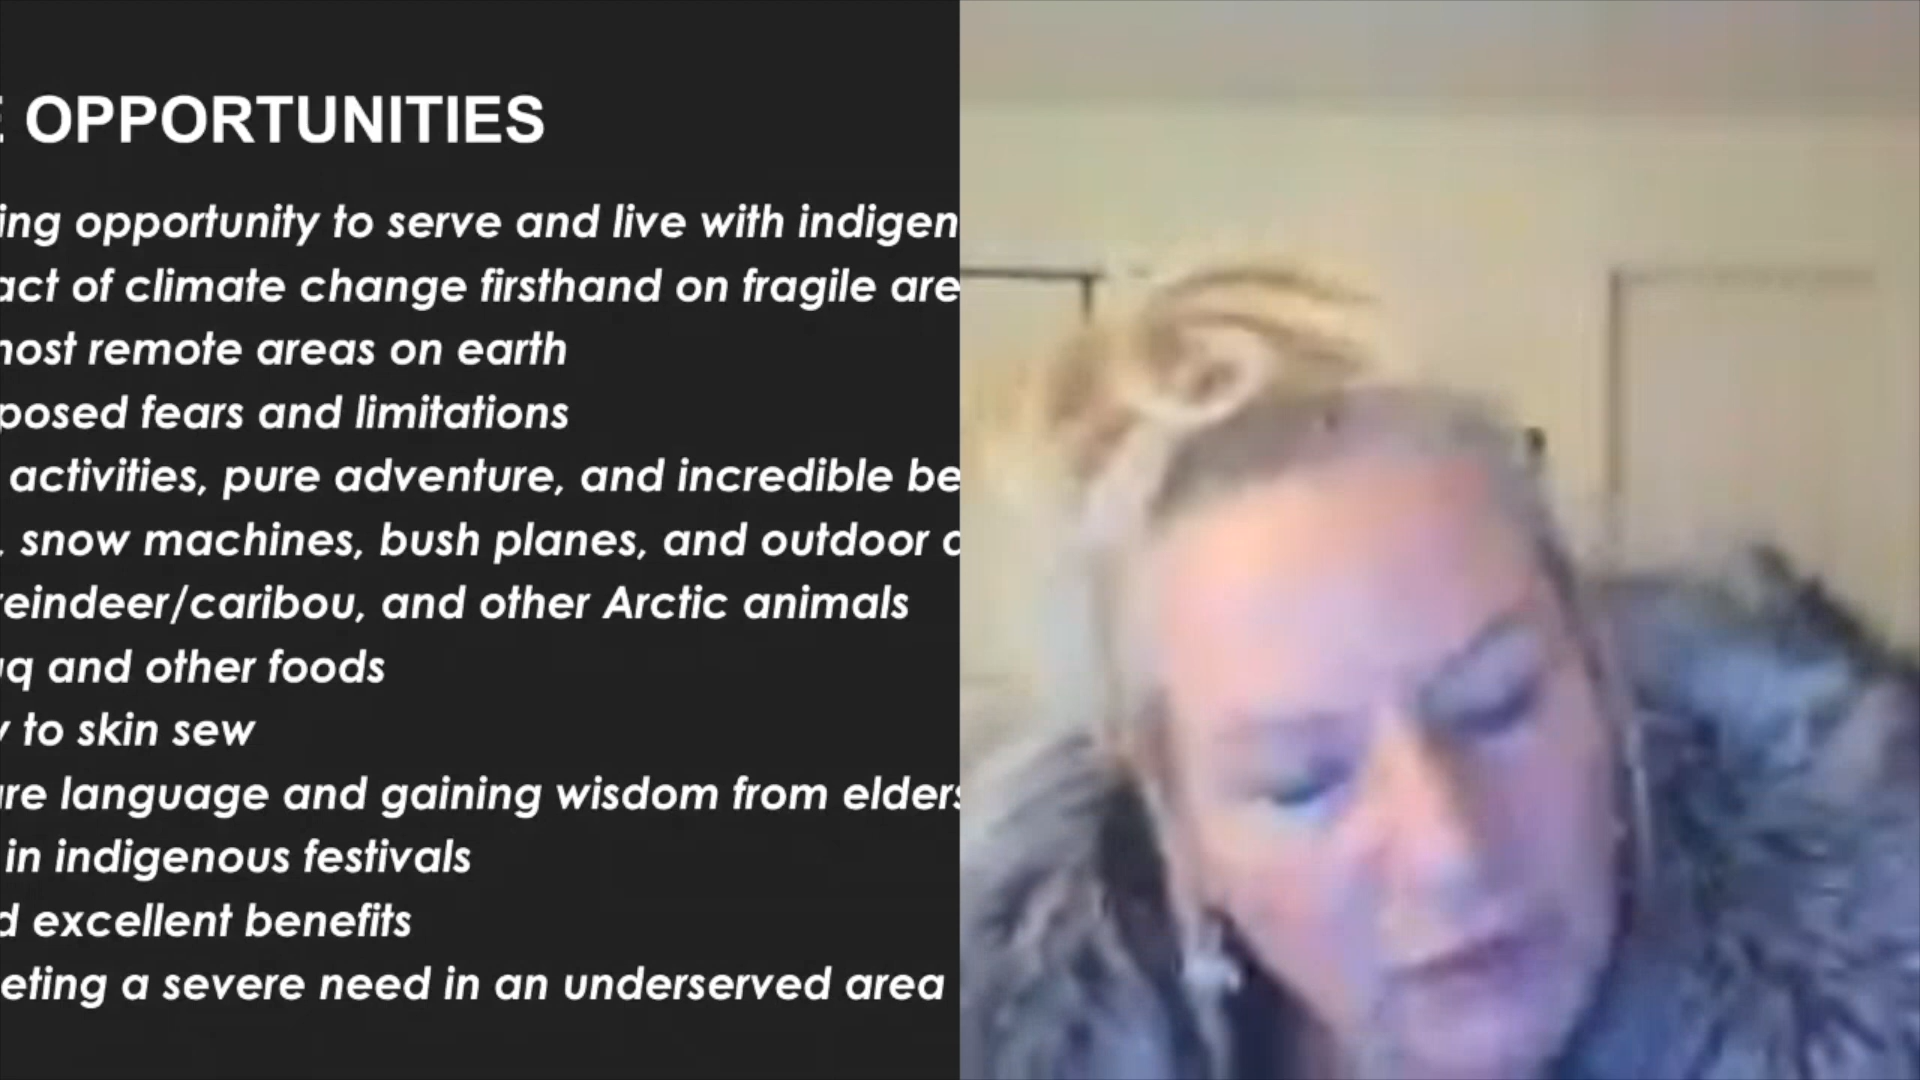 OPPORTUNITIES
ing opportunity to serve and live with indigen
act of climate change firsthand on fragile are
most remote areas on earth
posed fears and limitations
activities, pure adventure, and incredible be
, snow machines, bush planes, and outdoor
reindeer/caribou, and other Arctic animals
uq and other foods
y to skin sew
are language and gaining wisdom from elders
in indigenous festivals
d excellent benefits
eting a severe need in an underserved area